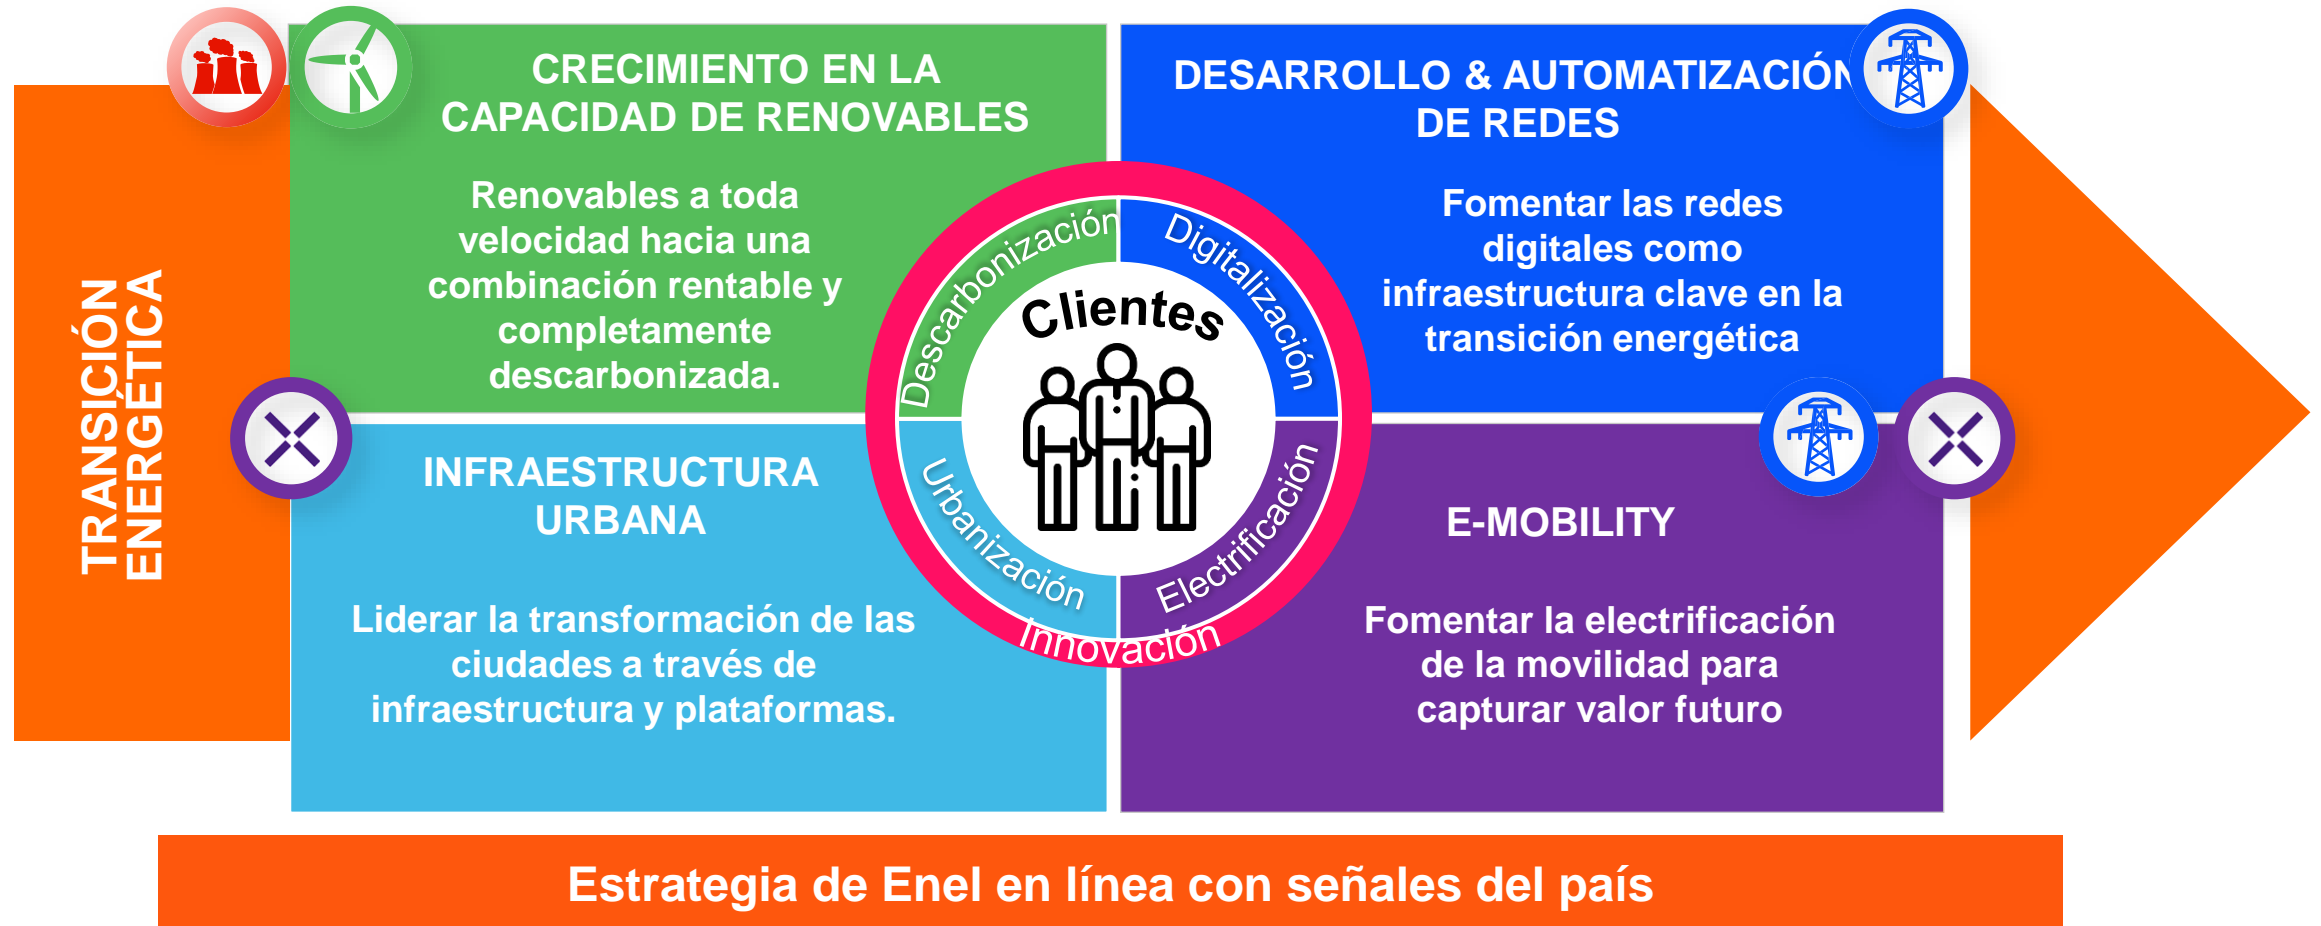 TRANSICIÓN
ENERGÉTICA
CRECIMIENTO EN LA
CAPACIDAD DE RENOVABLES
Renovables a toda
velocidad hacia una
combinación rentable y
completamente
descarbonizada.
DESARROLLO & AUTOMATIZACIÓN
DE REDES
Fomentar las redes
digitales como
infraestructura clave en la
transición energética
Descarbonización
Digitalización
Clientes
Urbanización
Electrificación
Innovación
INFRAESTRUCTURA
URBANA
Liderar la transformación de las
ciudades a través de
infraestructura y plataformas.
E-MOBILITY
Fomentar la electrificación
de la movilidad para
capturar valor futuro
Estrategia de Enel en línea con señales del país